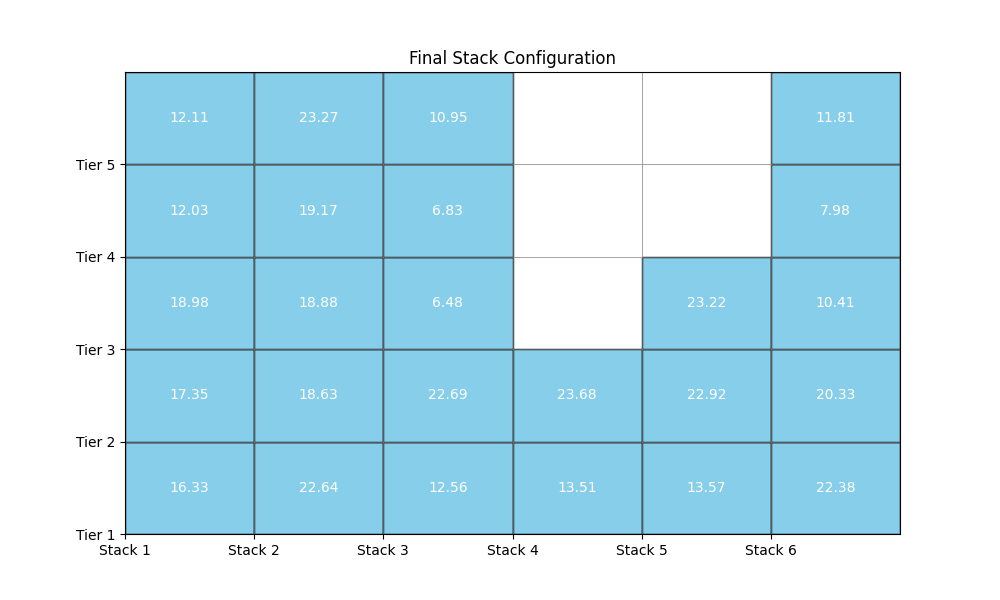 Final Stack Configuration
12.11 23.27 10.95 11.81
Tier 5
12.03 19.17 6.83 7.98
Tier 4
18.98 18.88 6.48 23.22 10.41
Tier 3
17.35 18.63 22.69 23.68 22.92 20.33
Tier 2
16.33 22.64 12.56 13.51 13.57 22.38
Tier 1
Stack 1 Stack 2 Stack 3 Stack 4 Stack 5 Stack 6